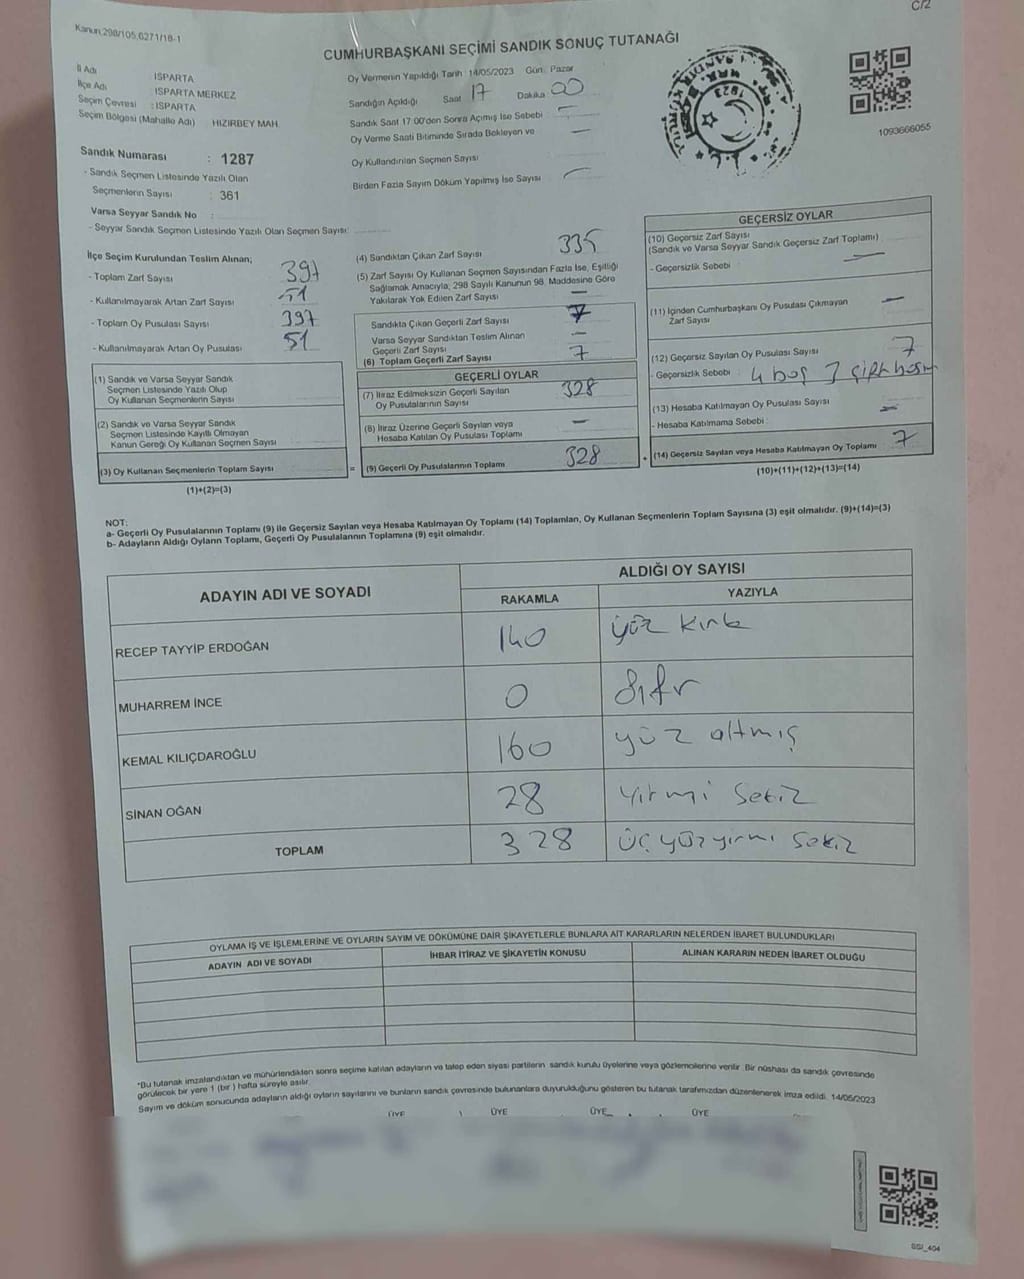 C/2
Kanun;298/105,6271/18-1
CUMHURBAŞKANI SEÇİMİ SANDIK SONUÇ TUTANAĞI
İl Adı ISPARTA
İlçe Adı ISPARTA MERKEZ
Seçim Çevresi : ISPARTA
Seçim Bölgesi (Mahalle Adı) HIZIRBEY MAH.
Sandık Numarası : 1287
- Sandık Seçmen Listesinde Yazılı Olan
Seçmenlerin Sayısı : 361
Varsa Seyyar Sandık No :
- Seyyar Sandık Seçmen Listesinde Yazılı Olan Seçmen Sayısı:
Oy Vermenin Yapıldığı Tarih 14/05/2023 Gün: Pazar
Sandığın Açıldığı Saat 17 Dakika 00
Sandık Saat 17:00'den Sonra Açımış İse Sebebi —
Oy Verme Saati Bitiminde Sırada Bekleyen ve —
Oy Kullandırılan Seçmen Sayısı
Birden Fazla Sayım Döküm Yapılmış İse Sayısı —
1093666055
İlçe Seçim Kurulundan Teslim Alınan;
- Toplam Zarf Sayısı 397
- Kullanılmayarak Artan Zarf Sayısı 51
- Toplam Oy Pusulası Sayısı 397
- Kullanılmayarak Artan Oy Pusulası 51
(1) Sandık ve Varsa Seyyar Sandık
Seçmen Listesinde Yazılı Olup
Oy Kullanan Seçmenlerin Sayısı
(2) Sandık ve Varsa Seyyar Sandık
Seçmen Listesinde Kayıtlı Olmayan
Kanun Gereği Oy Kullanan Seçmen Sayısı
(3) Oy Kullanan Seçmenlerin Toplam Sayısı
(1)+(2)=(3)
(4) Sandıktan Çıkan Zarf Sayısı 335
(5) Zarf Sayısı Oy Kullanan Seçmen Sayısından Fazla İse, Eşitliği
Sağlamak Amacıyla, 298 Sayılı Kanunun 98. Maddesine Göre
Yakılarak Yok Edilen Zarf Sayısı —
Sandıkta Çıkan Geçerli Zarf Sayısı 7
Varsa Seyyar Sandıktan Teslim Alınan
Geçerli Zarf Sayısı —
(6) Toplam Geçerli Zarf Sayısı 7
GEÇERLİ OYLAR
(7) İtiraz Edilmeksizin Geçerli Sayılan
Oy Pusulalarının Sayısı 328
(8) İtiraz Üzerine Geçerli Sayılan veya
Hesaba Katılan Oy Pusulası Toplamı —
= (9) Geçerli Oy Pusulalarının Toplamı 328
GEÇERSİZ OYLAR
(10) Geçersiz Zarf Sayısı
(Sandık ve Varsa Seyyar Sandık Geçersiz Zarf Toplamı)
- Geçersizlik Sebebi —
(11) İçinden Cumhurbaşkanı Oy Pusulası Çıkmayan
Zarf Sayısı —
(12) Geçersiz Sayılan Oy Pusulası Sayısı 7
- Geçersizlik Sebebi 4 boş 3 çift basım
(13) Hesaba Katılmayan Oy Pusulası Sayısı —
- Hesaba Katılmama Sebebi :
+ (14) Geçersiz Sayılan veya Hesaba Katılmayan Oy Toplamı 7
(10)+(11)+(12)+(13)=(14)
NOT:
a- Geçerli Oy Pusulalarının Toplamı (9) ile Geçersiz Sayılan veya Hesaba Katılmayan Oy Toplamı (14) Toplamları, Oy Kullanan Seçmenlerin Toplam Sayısına (3) eşit olmalıdır. (9)+(14)=(3)
b- Adayların Aldığı Oyların Toplamı, Geçerli Oy Pusulalarının Toplamına (9) eşit olmalıdır.
ADAYIN ADI VE SOYADI ALDIĞI OY SAYISI
RAKAMLA YAZIYLA
RECEP TAYYİP ERDOĞAN 140 yüz kırk
MUHARREM İNCE 0 sıfır
KEMAL KILIÇDAROĞLU 160 yüz altmış
SİNAN OĞAN 28 yirmi sekiz
TOPLAM 328 üçyüzyirmi sekiz
OYLAMA İŞ VE İŞLEMLERİNE VE OYLARIN SAYIM VE DÖKÜMÜNE DAİR ŞİKAYETLERLE BUNLARA AİT KARARLARIN NELERDEN İBARET BULUNDUKLARI
ADAYIN ADI VE SOYADI İHBAR İTİRAZ VE ŞİKAYETİN KONUSU ALINAN KARARIN NEDEN İBARET OLDUĞU
*Bu tutanak imzalandıktan ve mühürlendikten sonra seçime katılan adayların ve talep eden siyasi partilerin sandık kurulu üyelerine veya gözlemcilerine verilir. Bir nüshası da sandık çevresinde
görülecek bir yere 1 (bir) hafta süreyle asılır.
Sayım ve döküm sonucunda adayların aldığı oyların sayılarını ve bunların sandık çevresinde bulunanlara duyurulduğunu gösteren bu tutanak tarafımızdan düzenlenerek imza edildi. 14/05/2023
ÜYE ÜYE ÜYE ÜYE
SSI_404